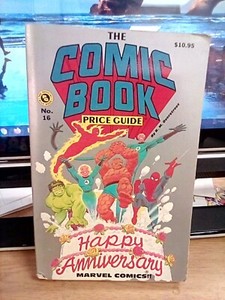 THE
$10.95
COMIC
BOOK
No.
16
PRICE GUIDE
Happy
Anniversary
MARVEL COMICS!!